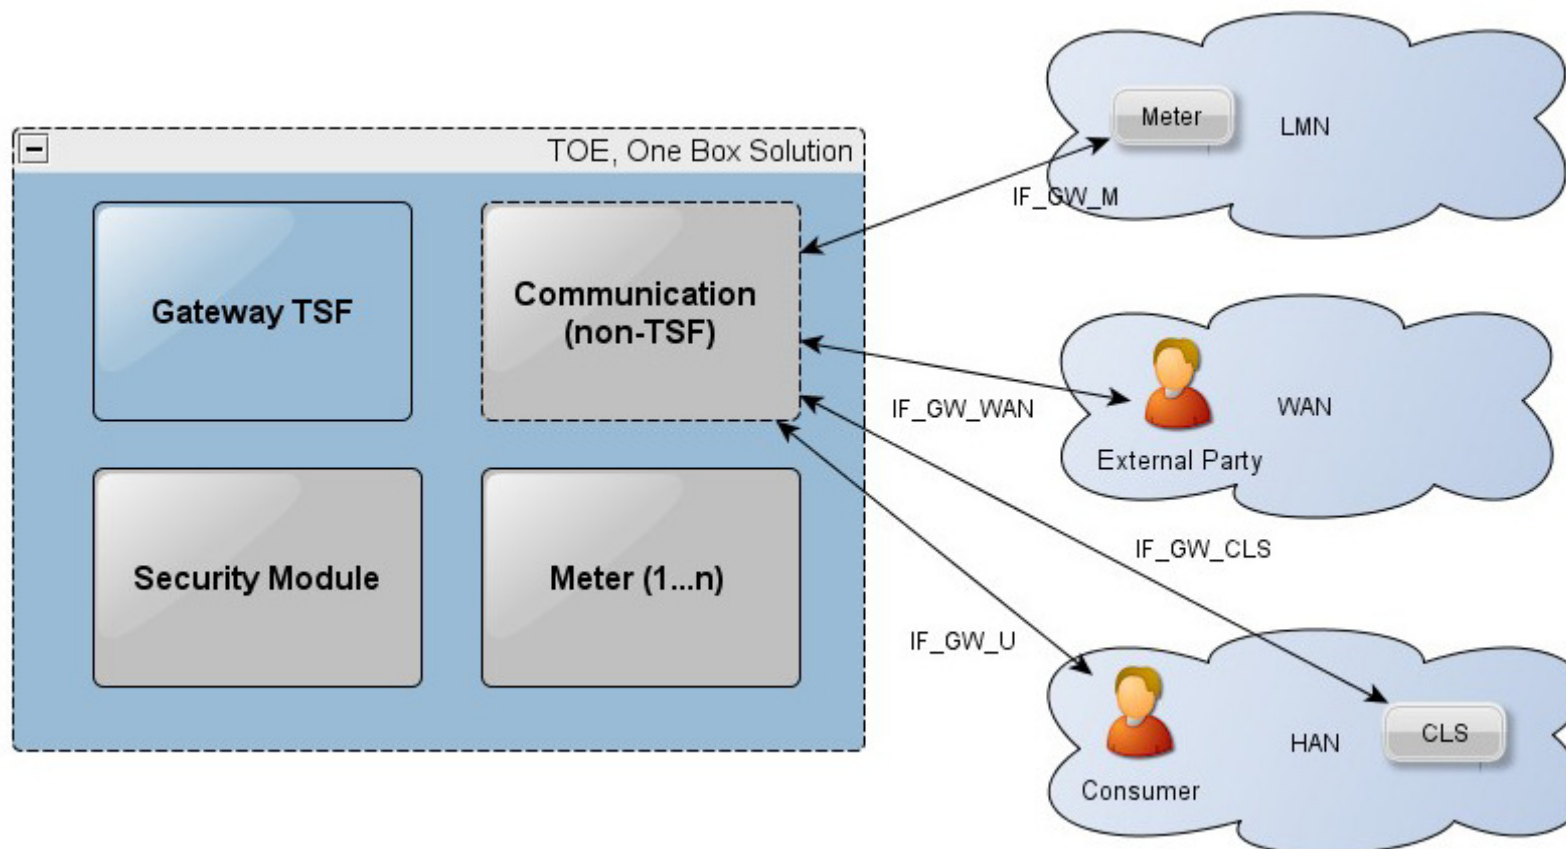 TOE, One Box Solution
Gateway TSF
Communication
(non-TSF)
Security Module
Meter (1...n)
Meter
LMN
IF_GW_M
IF_GW_WAN
WAN
External Party
IF_GW_CLS
IF_GW_U
HAN
CLS
Consumer